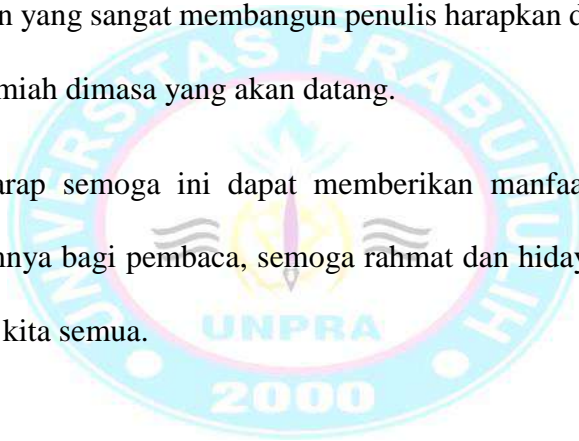 n yang sangat membangun penulis harapkan d
miah dimasa yang akan datang.
arap semoga ini dapat memberikan manfaa
nnya bagi pembaca, semoga rahmat dan hiday
kita semua.
UNIVERSITAS PRABUMULIH
UNPRA
2000